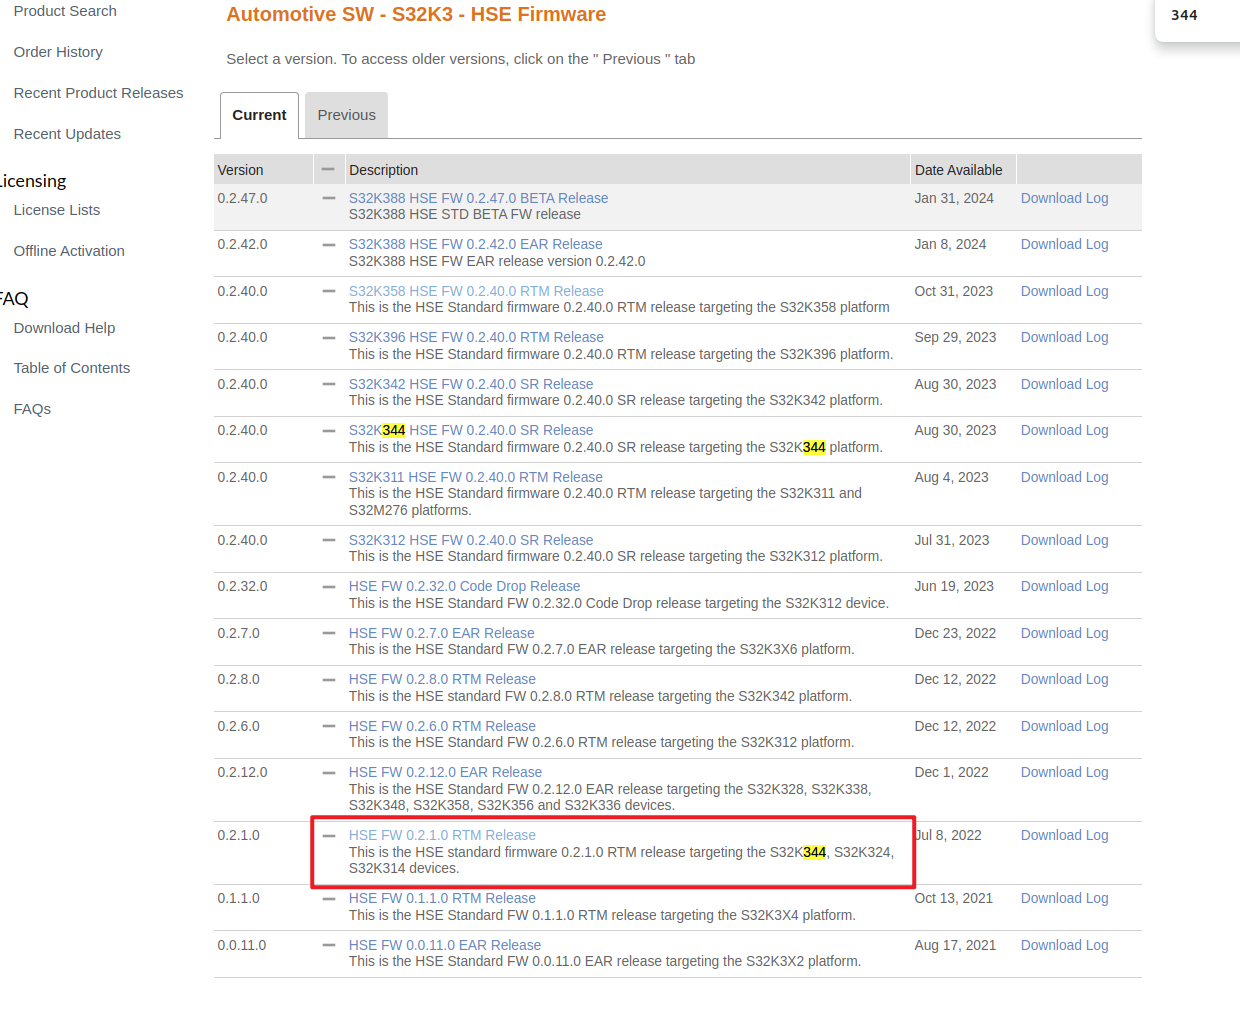 Product Search
Order History
Recent Product Releases
Recent Updates
Licensing
License Lists
Offline Activation
FAQ
Download Help
Table of Contents
FAQs
Automotive SW - S32K3 - HSE Firmware
344
Select a version. To access older versions, click on the " Previous " tab
Current Previous
Version Description Date Available
0.2.47.0 S32K388 HSE FW 0.2.47.0 BETA Release Jan 31, 2024 Download Log
S32K388 HSE STD BETA FW release
0.2.42.0 S32K388 HSE FW 0.2.42.0 EAR Release Jan 8, 2024 Download Log
S32K388 HSE FW EAR release version 0.2.42.0
0.2.40.0 S32K358 HSE FW 0.2.40.0 RTM Release Oct 31, 2023 Download Log
This is the HSE Standard firmware 0.2.40.0 RTM release targeting the S32K358 platform
0.2.40.0 S32K396 HSE FW 0.2.40.0 RTM Release Sep 29, 2023 Download Log
This is the HSE Standard firmware 0.2.40.0 RTM release targeting the S32K396 platform.
0.2.40.0 S32K342 HSE FW 0.2.40.0 SR Release Aug 30, 2023 Download Log
This is the HSE Standard firmware 0.2.40.0 SR release targeting the S32K342 platform.
0.2.40.0 S32K344 HSE FW 0.2.40.0 SR Release Aug 30, 2023 Download Log
This is the HSE Standard firmware 0.2.40.0 SR release targeting the S32K344 platform.
0.2.40.0 S32K311 HSE FW 0.2.40.0 RTM Release Aug 4, 2023 Download Log
This is the HSE Standard firmware 0.2.40.0 RTM release targeting the S32K311 and
S32M276 platforms.
0.2.40.0 S32K312 HSE FW 0.2.40.0 SR Release Jul 31, 2023 Download Log
This is the HSE Standard firmware 0.2.40.0 SR release targeting the S32K312 platform.
0.2.32.0 HSE FW 0.2.32.0 Code Drop Release Jun 19, 2023 Download Log
This is the HSE Standard FW 0.2.32.0 Code Drop release targeting the S32K312 device.
0.2.7.0 HSE FW 0.2.7.0 EAR Release Dec 23, 2022 Download Log
This is the HSE Standard FW 0.2.7.0 EAR release targeting the S32K3X6 platform.
0.2.8.0 HSE FW 0.2.8.0 RTM Release Dec 12, 2022 Download Log
This is the HSE standard FW 0.2.8.0 RTM release targeting the S32K342 platform.
0.2.6.0 HSE FW 0.2.6.0 RTM Release Dec 12, 2022 Download Log
This is the HSE Standard FW 0.2.6.0 RTM release targeting the S32K312 platform.
0.2.12.0 HSE FW 0.2.12.0 EAR Release Dec 1, 2022 Download Log
This is the HSE Standard FW 0.2.12.0 EAR release targeting the S32K328, S32K338,
S32K348, S32K358, S32K356 and S32K336 devices.
0.2.1.0 HSE FW 0.2.1.0 RTM Release Jul 8, 2022 Download Log
This is the HSE standard firmware 0.2.1.0 RTM release targeting the S32K344, S32K324,
S32K314 devices.
0.1.1.0 HSE FW 0.1.1.0 RTM Release Oct 13, 2021 Download Log
This is the HSE Standard FW 0.1.1.0 RTM release targeting the S32K3X4 platform.
0.0.11.0 HSE FW 0.0.11.0 EAR Release Aug 17, 2021 Download Log
This is the HSE Standard FW 0.0.11.0 EAR release targeting the S32K3X2 platform.